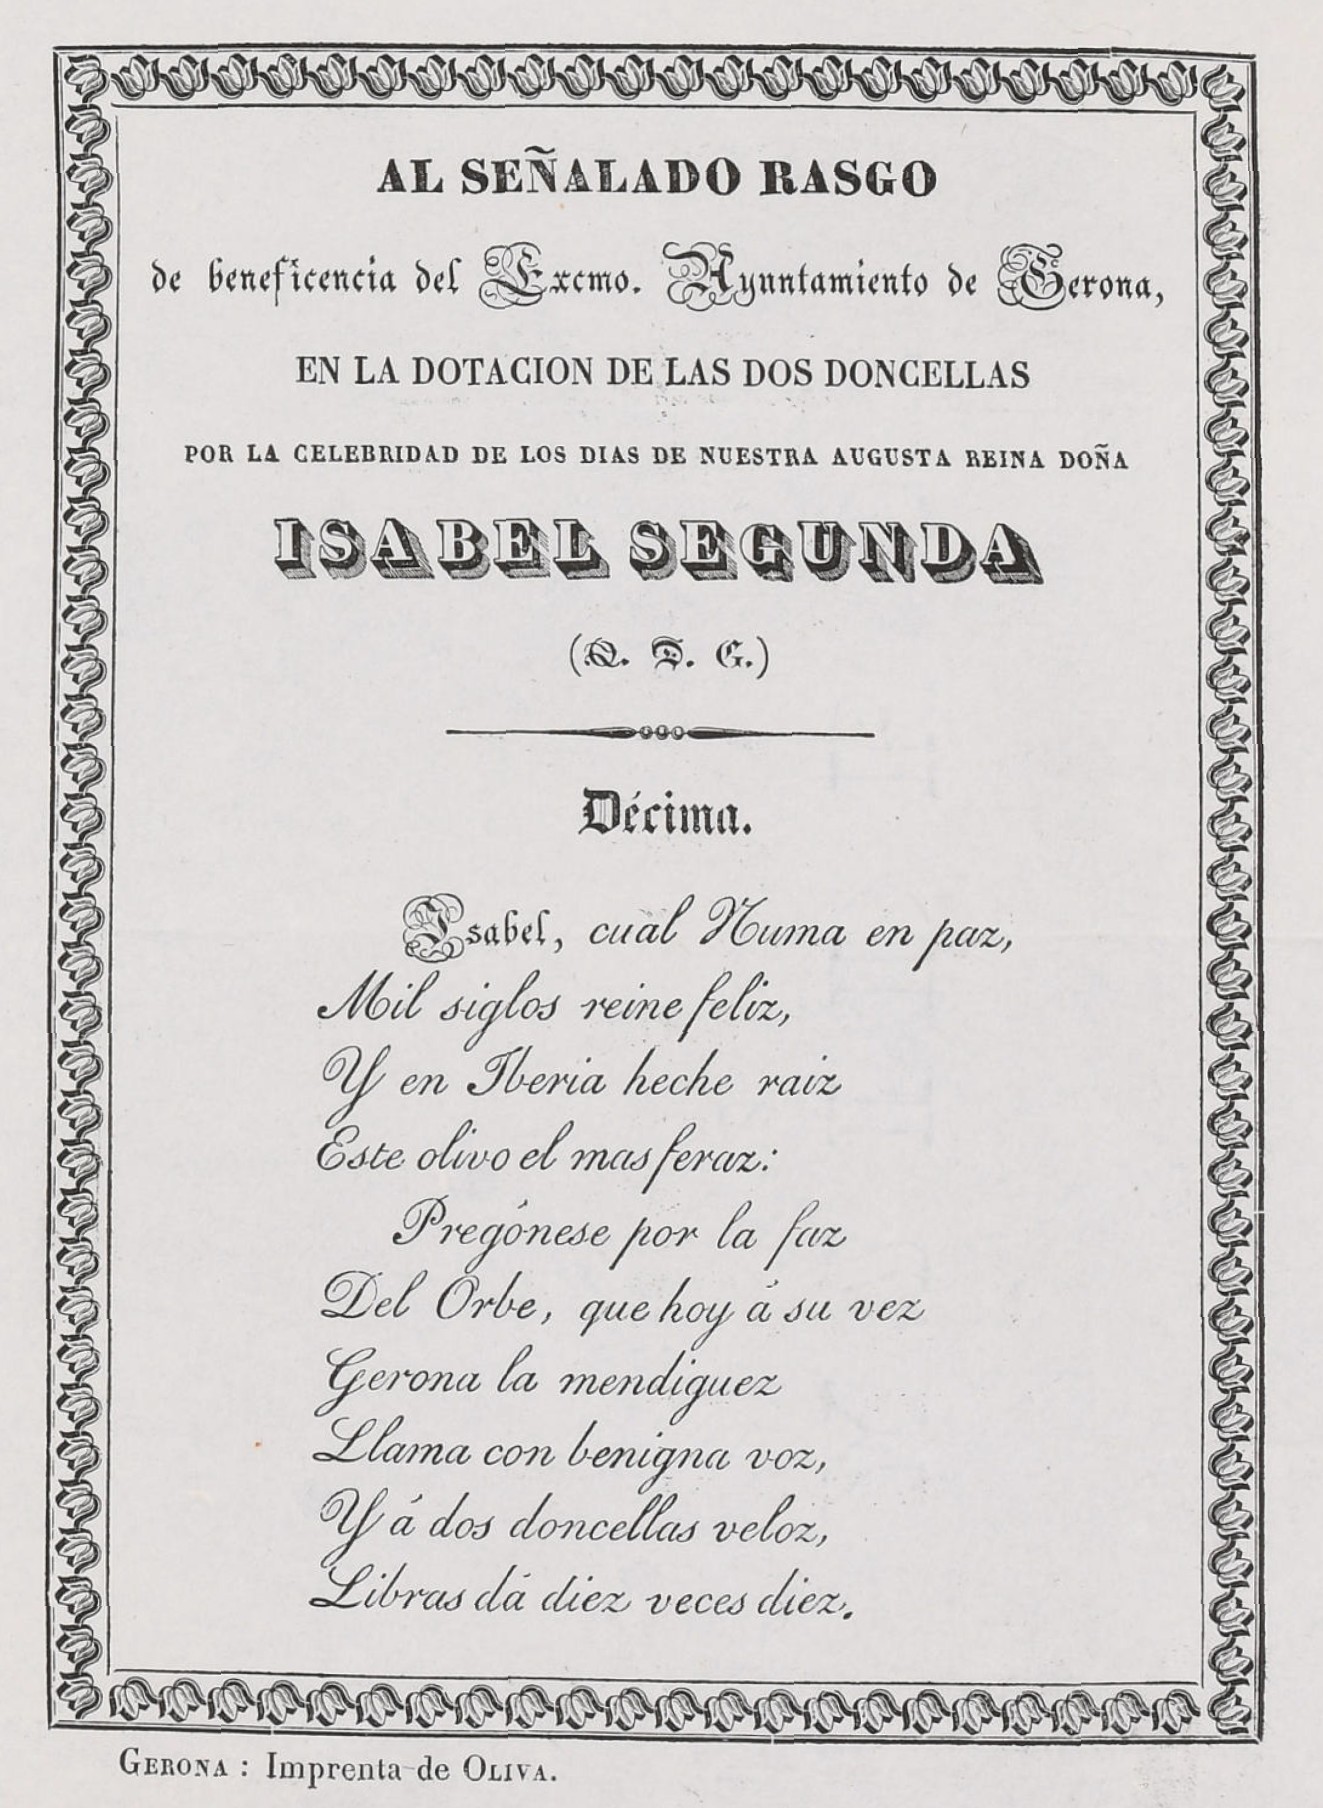 AL SEÑALADO RASGO
de beneficencia del Excmo. Ayuntamiento de Gerona,
EN LA DOTACION DE LAS DOS DONCELLAS
POR LA CELEBRIDAD DE LOS DIAS DE NUESTRA AUGUSTA REINA DOÑA
ISABEL SEGUNDA
(Q. D. G.)
Décima.
Isabel, cual Numa en paz,
Mil siglos reine feliz,
Y en Iberia heche raiz
Este olivo el mas feraz:
Pregónese por la faz
Del Orbe, que hoy á su vez
Gerona la mendiguez
Llama con benigna voz,
Y á dos doncellas veloz,
Libras dá diez veces diez.
GERONA : Imprenta de OLIVA.